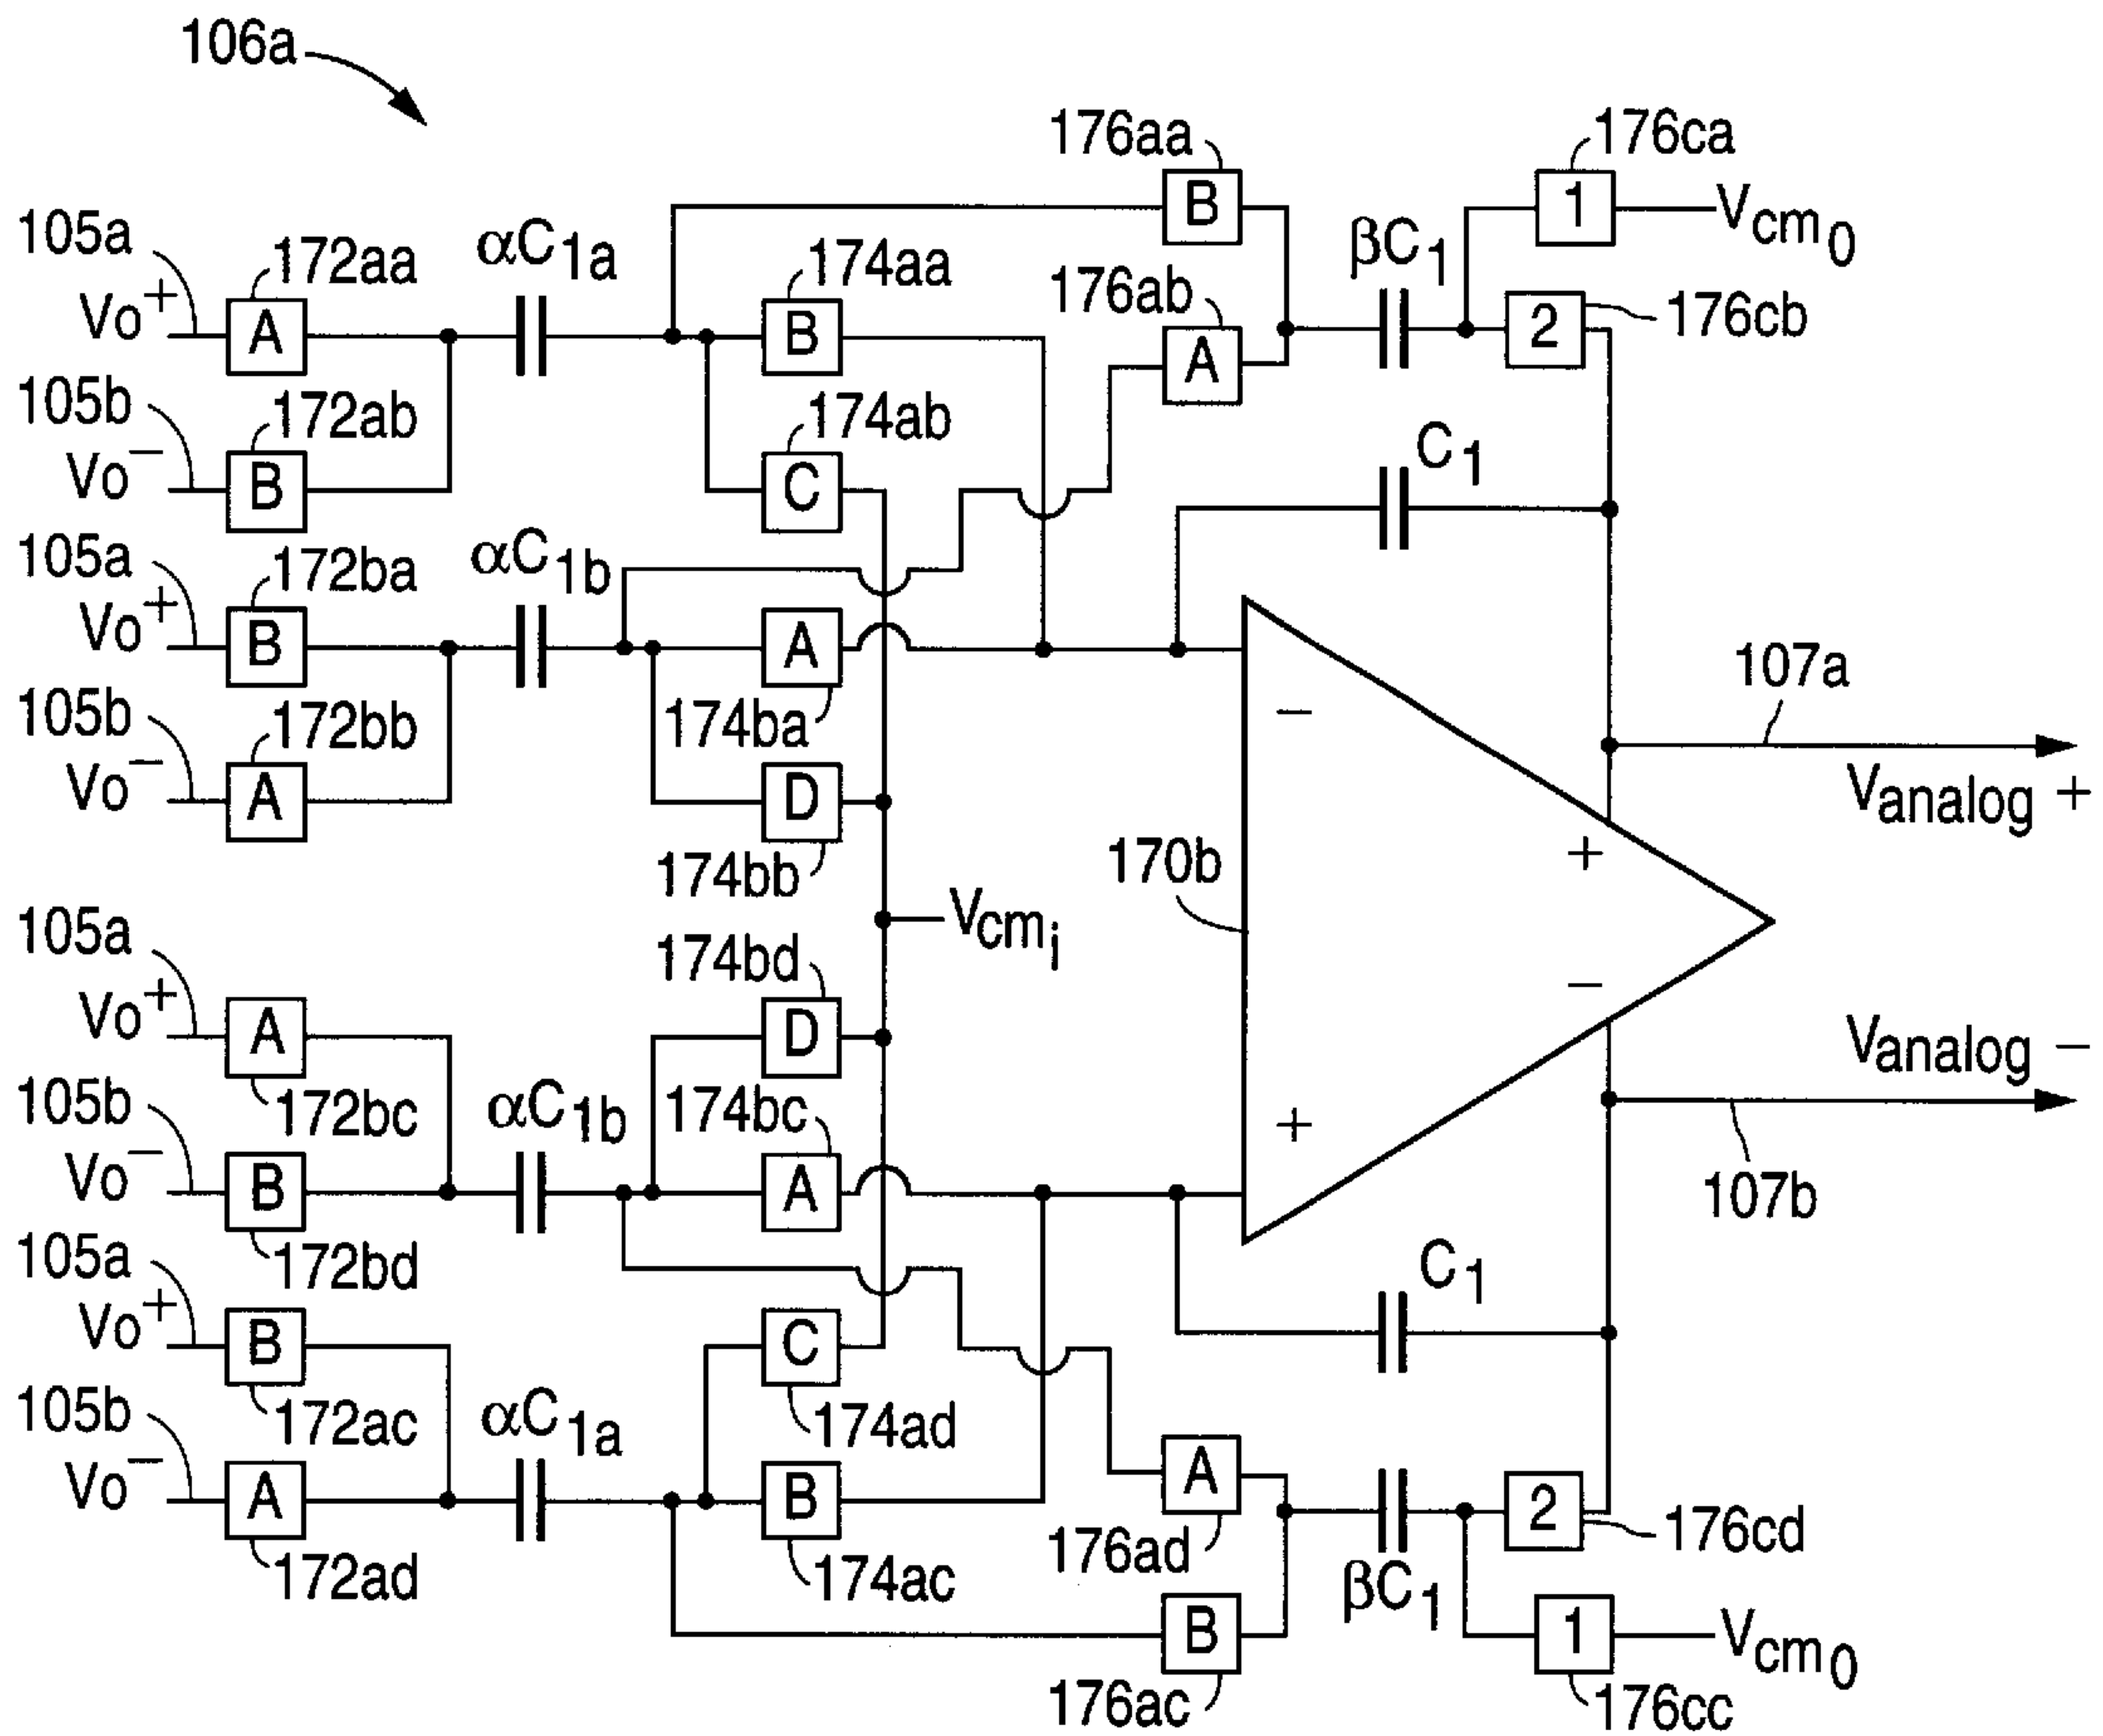 106a
176aa
176ca
B
1
Vcm0
105a
172aa
αC1a
174aa
176ab
βC1
176cb
Vo+
A
B
A
2
105b
172ab
174ab
C1
Vo−
B
C
105a
172ba
αC1b
Vo+
B
A
105b
172bb
174ba
−
107a
Vo−
A
D
Vanalog +
174bb
170b
+
105a
Vcmi
174bd
−
Vanalog −
Vo+
A
D
105b
172bc
αC1b
174bc
+
107b
Vo−
B
A
105a
172bd
C1
Vo+
B
C
105b
172ac
αC1a
174ad
Vo−
A
B
A
2
176cd
172ad
174ac
176ad
βC1
B
1
Vcm0
176ac
176cc